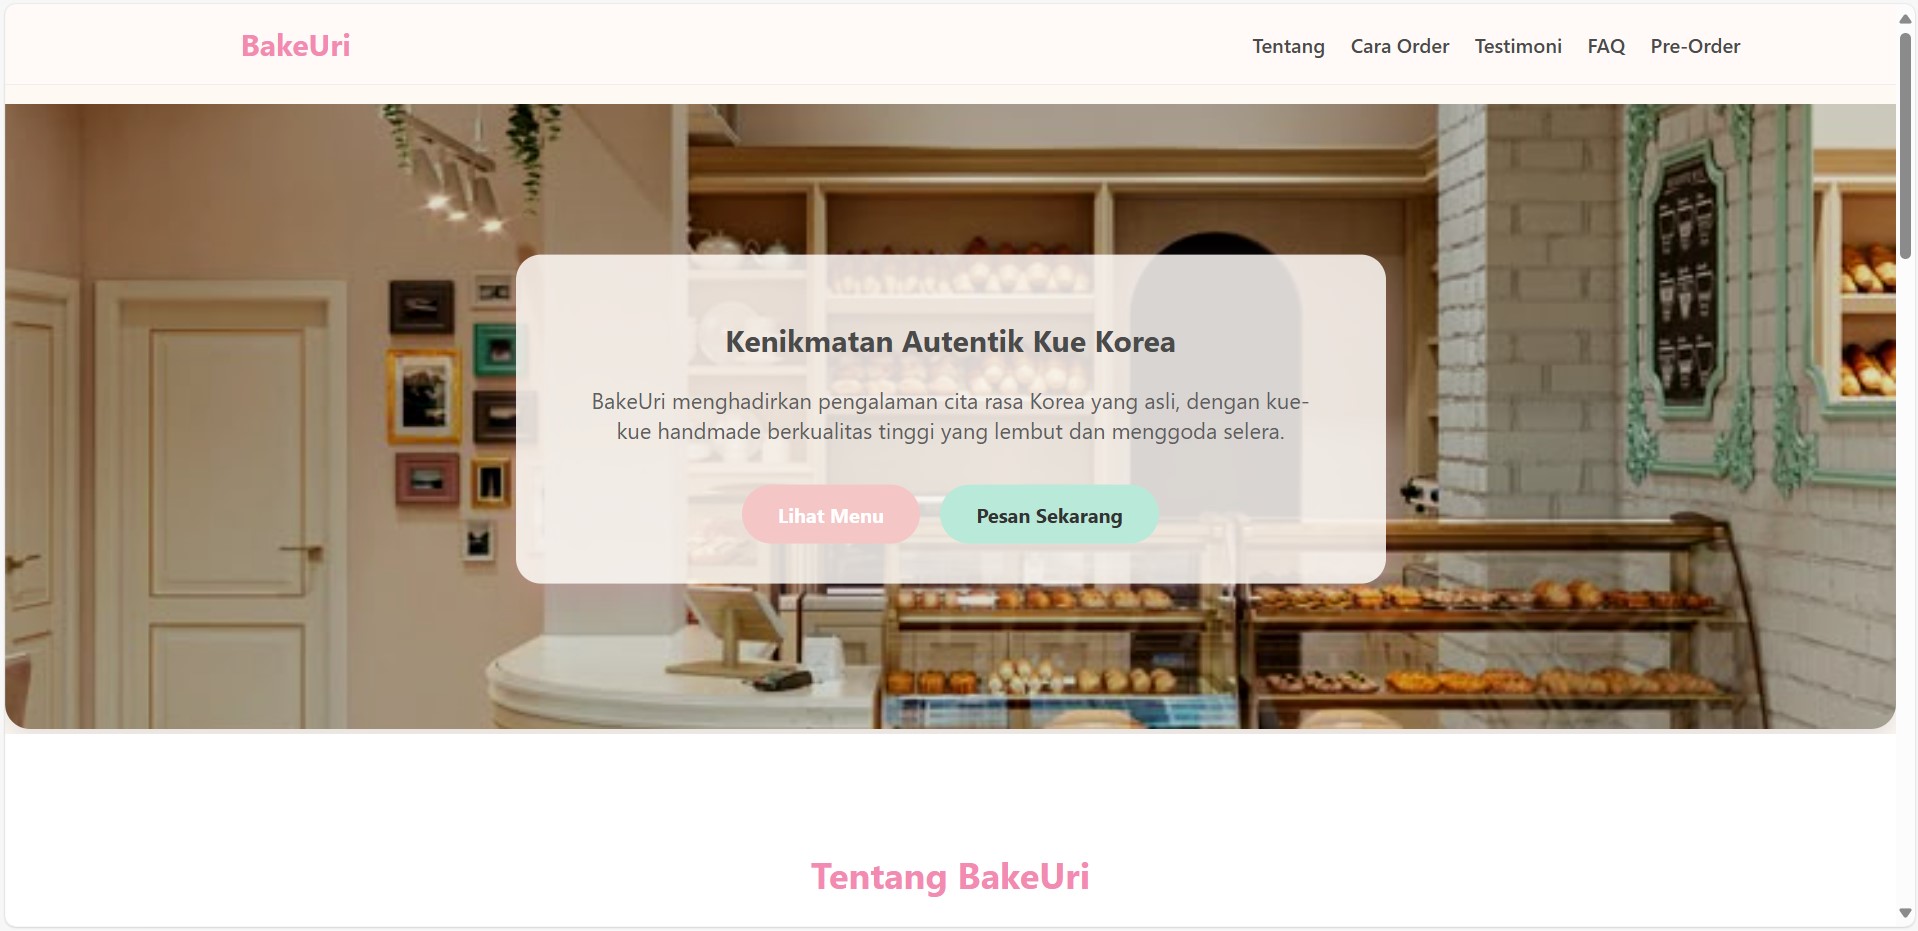 BakeUri
Tentang Cara Order Testimoni FAQ Pre-Order
Kenikmatan Autentik Kue Korea
BakeUri menghadirkan pengalaman cita rasa Korea yang asli, dengan kue-
kue handmade berkualitas tinggi yang lembut dan menggoda selera.
Lihat Menu Pesan Sekarang
Tentang BakeUri